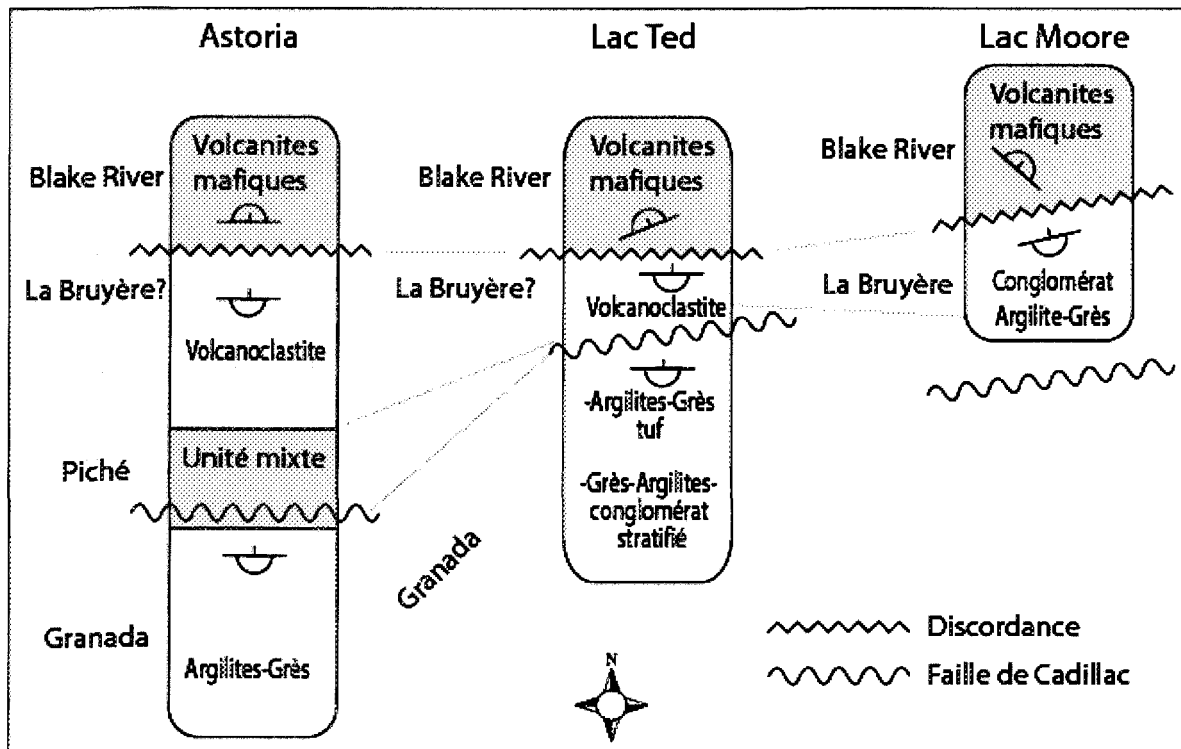 Astoria
Lac Ted
Lac Moore
Volcanites
mafiques
Blake River
La Bruyère?
Volcanoclastite
Unité mixte
Piché
Granada
Argilites-Grès
Volcanites
mafiques
Blake River
La Bruyère?
Volcanoclastite
-Argilites-Grès
tuf
-Grès-Argilites-
conglomérat
stratifié
Granada
Volcanites
mafiques
Blake River
La Bruyère
Conglomérat
Argilite-Grès
N
Discordance
Faille de Cadillac